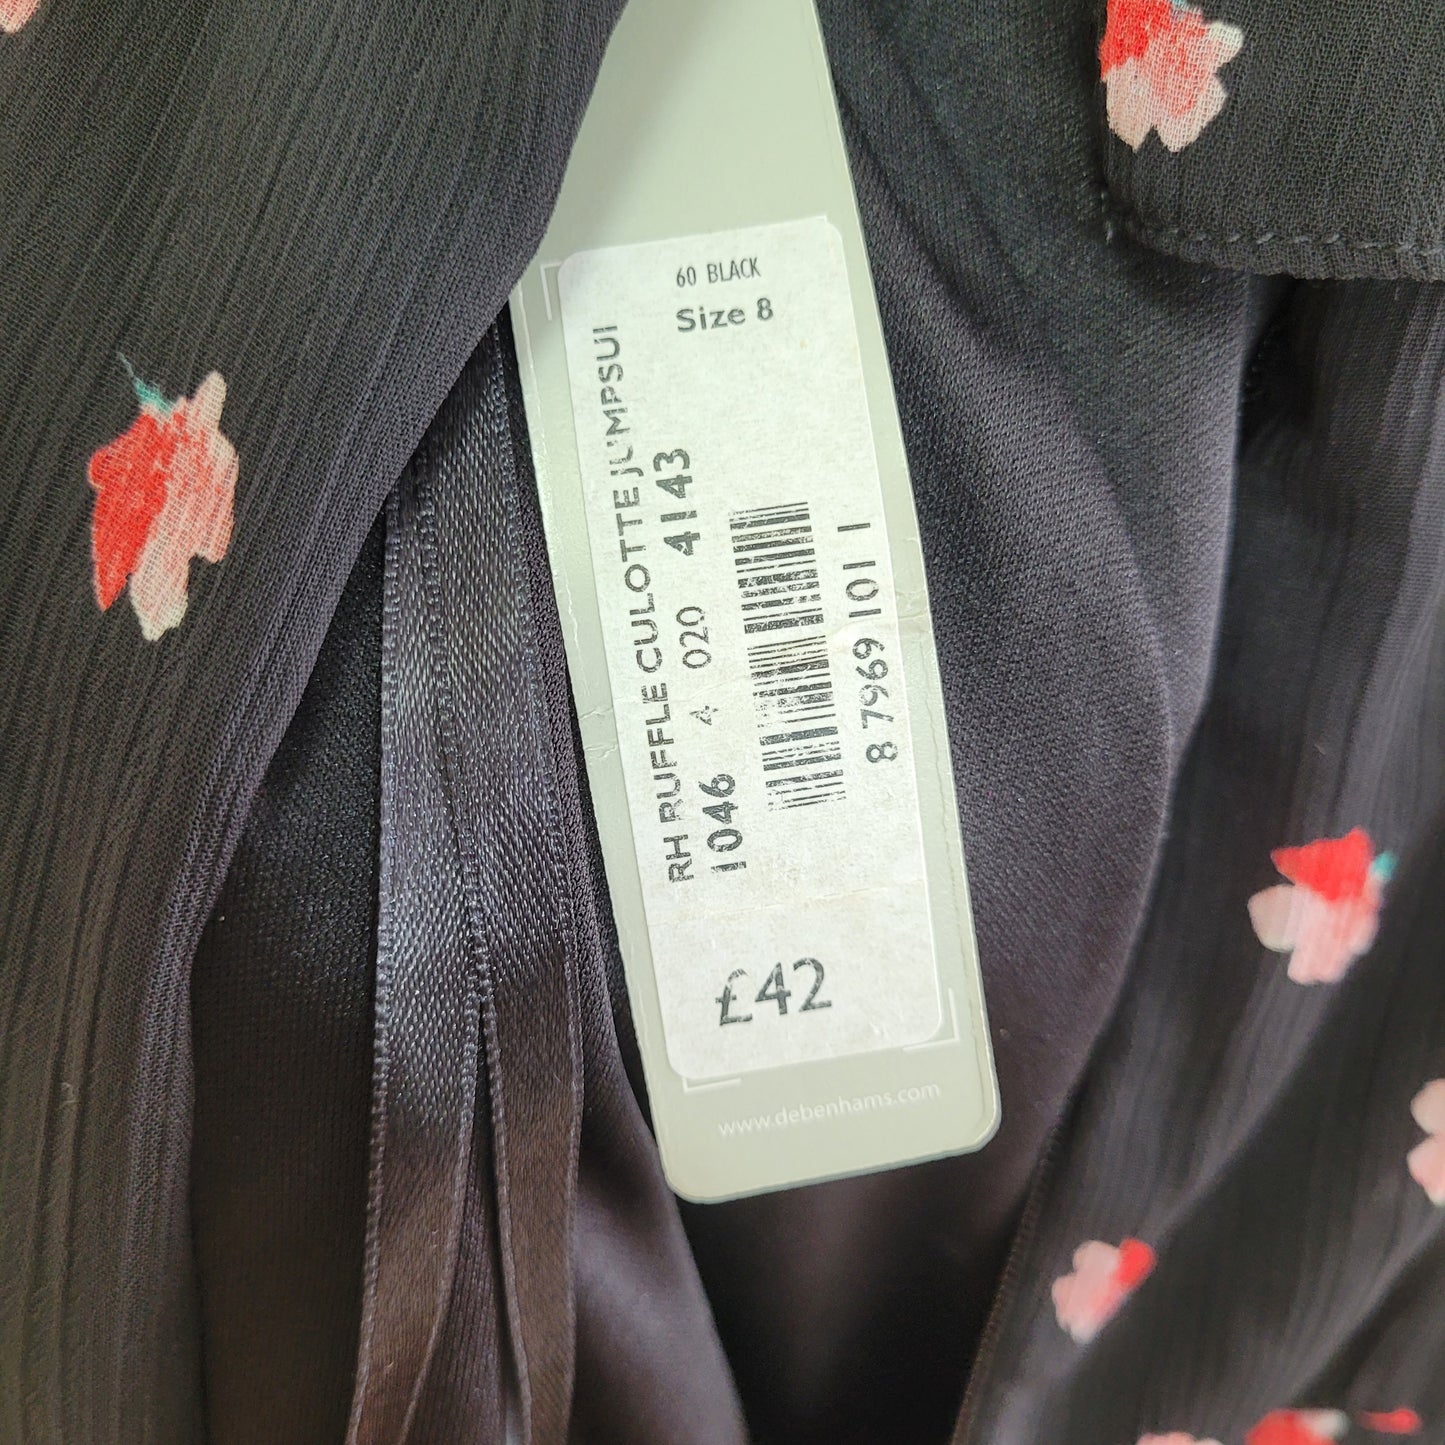 60 BLACK
Size 8
RH RUFFLE CULOTTE JUMPSUI
1046 4 020 4143
8 7969 101 1
£42
www.debenhams.com